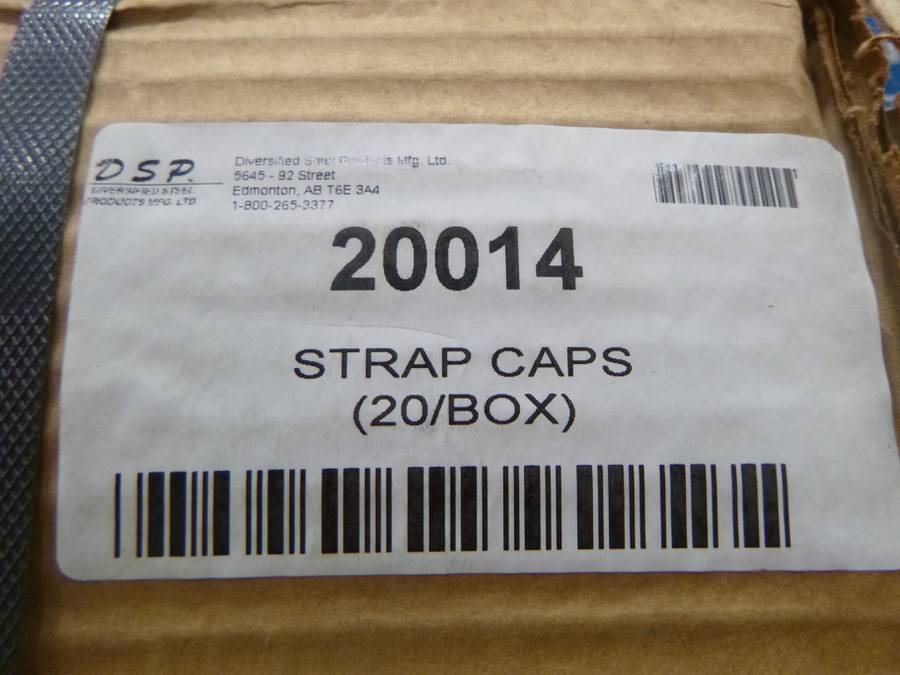 DSP.
DIVERSIFIED STEEL
PRODUCTS MFG. LTD.
Diversified Steel Products Mfg. Ltd.
5645 - 92 Street
Edmonton, AB T6E 3A4
1-800-265-3377
20014
STRAP CAPS
(20/BOX)